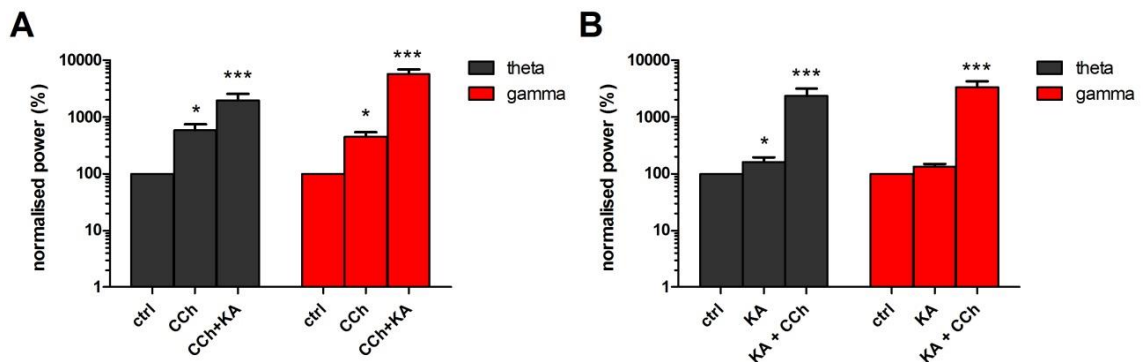 A
B
***
*
***
*
***
*
***
normalised power (%)
10000
1000
100
10
1
ctrl
CCh
CCh+KA
ctrl
CCh
CCh+KA
theta
gamma
normalised power (%)
10000
1000
100
10
1
ctrl
KA
KA + CCh
ctrl
KA
KA + CCh
theta
gamma